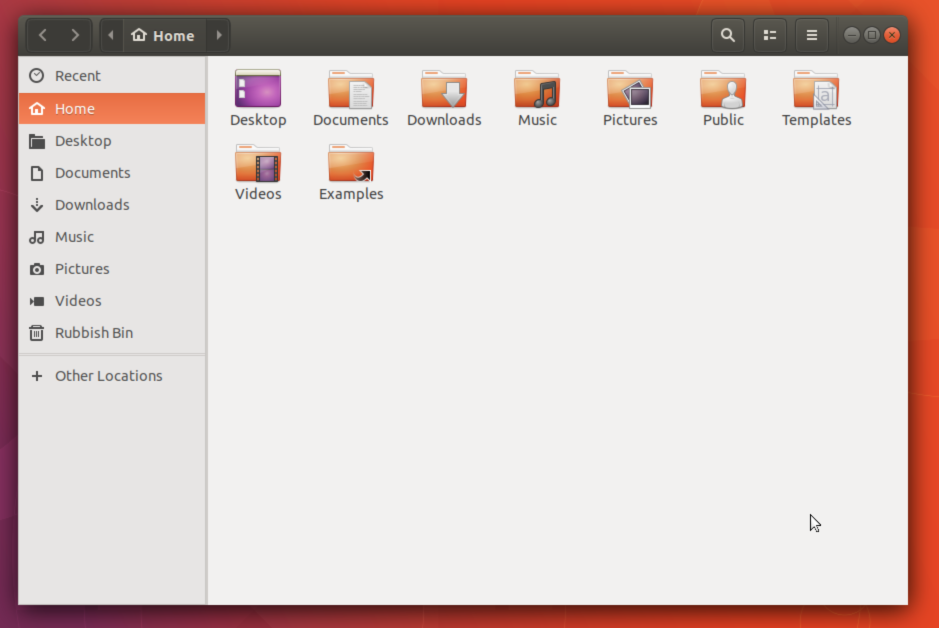 Home
Recent
Home
Desktop
Documents
Downloads
Music
Pictures
Videos
Rubbish Bin
Other Locations
Desktop Documents Downloads Music Pictures Public Templates
Videos Examples